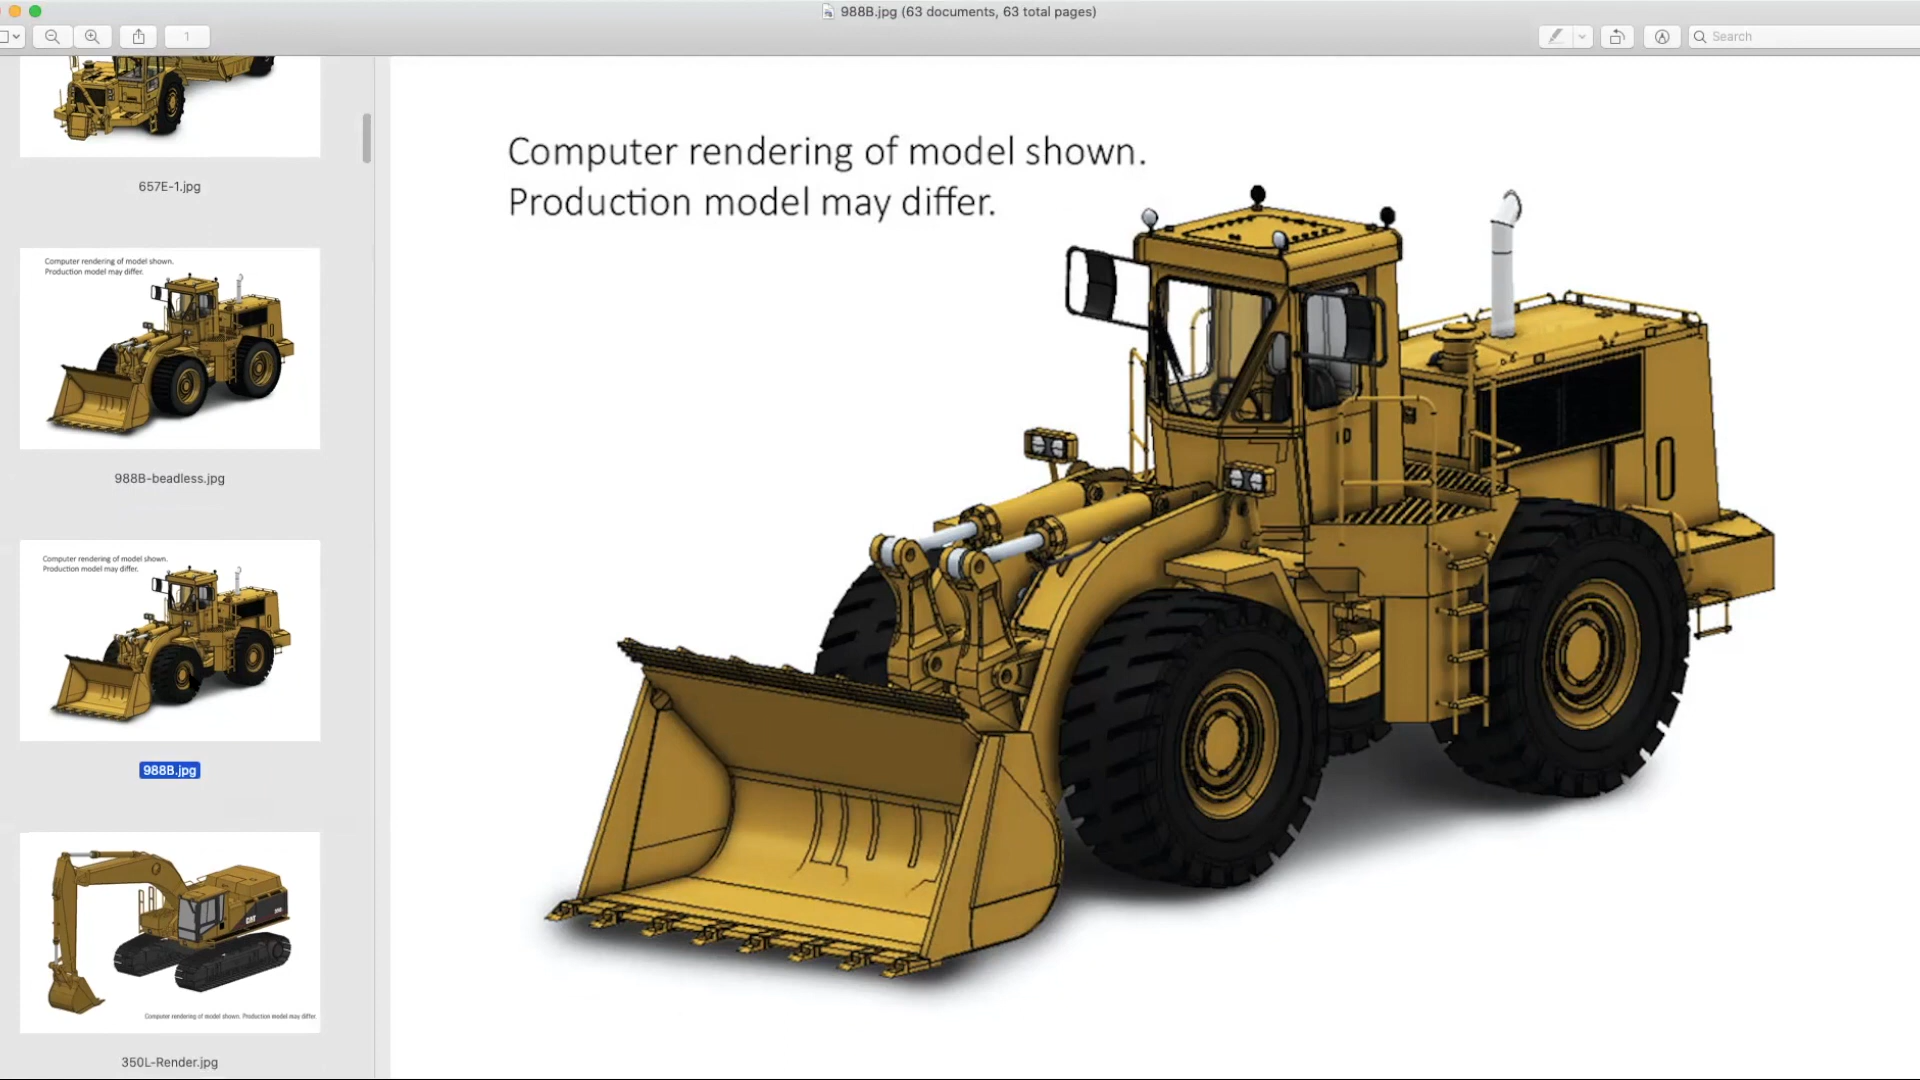 988B.jpg (63 documents, 63 total pages)
1
Search
657E-1.jpg
Computer rendering of model shown.
Production model may differ.
988B-beadless.jpg
Computer rendering of model shown.
Production model may differ.
988B.jpg
CAT
Computer rendering of model shown. Production model may differ.
350L-Render.jpg
Computer rendering of model shown.
Production model may differ.